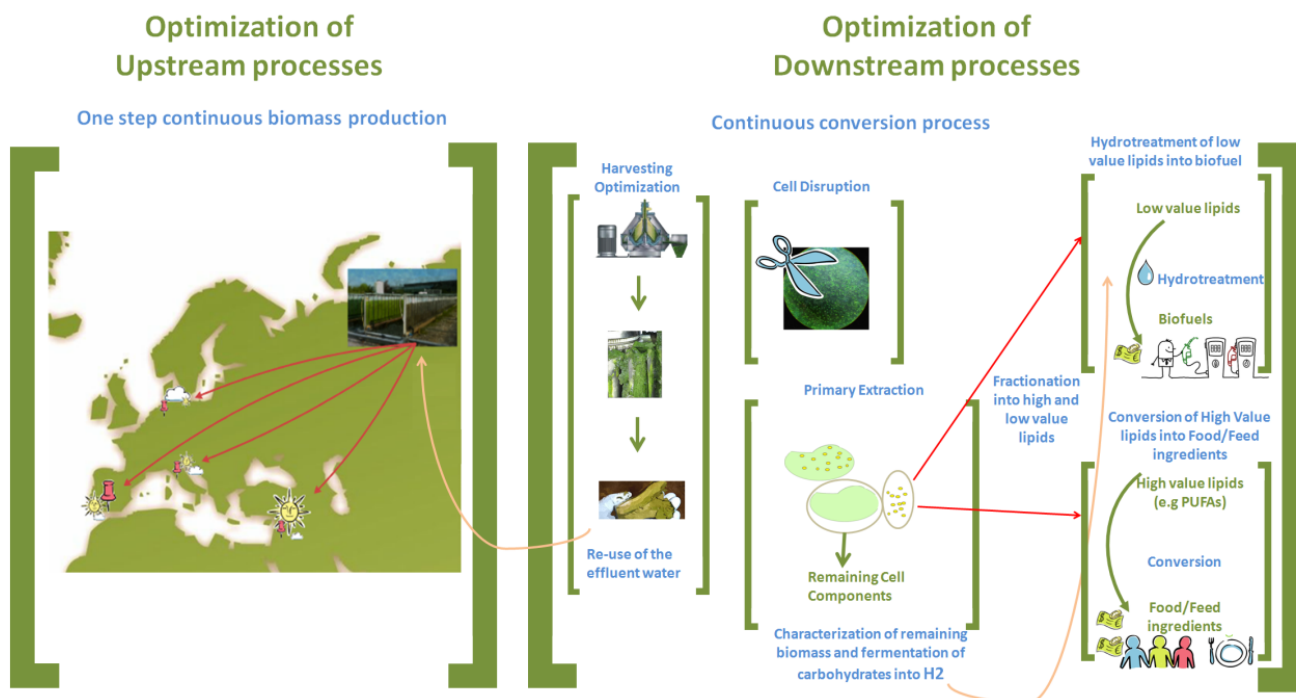 Optimization of
Upstream processes
One step continuous biomass production
Optimization of
Downstream processes
Continuous conversion process
Harvesting
Optimization
Re-use of the
effluent water
Cell Disruption
Primary Extraction
Remaining Cell
Components
Characterization of remaining
biomass and fermentation of
carbohydrates into H2
Fractionation
into high and
low value
lipids
Hydrotreatment of low
value lipids into biofuel
Low value lipids
Hydrotreatment
Biofuels
Conversion of High Value
lipids into Food/Feed
ingredients
High value lipids
(e.g PUFAs)
Conversion
Food/Feed
ingredients